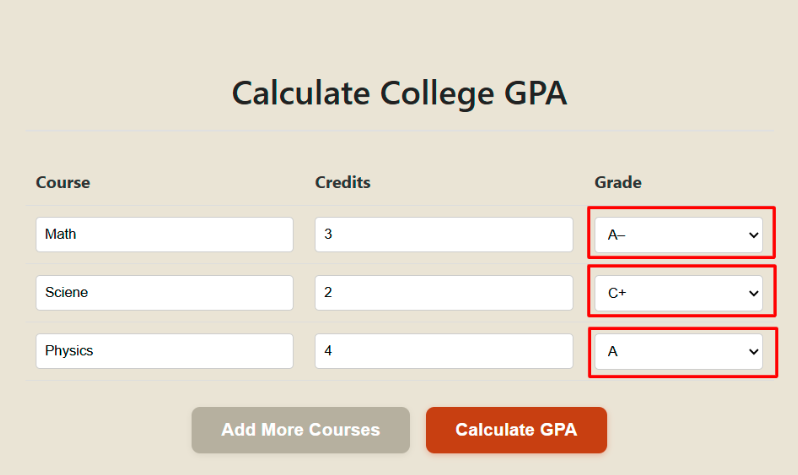 Calculate College GPA
Course Credits Grade
Math 3 A–
Sciene 2 C+
Physics 4 A
Add More Courses Calculate GPA